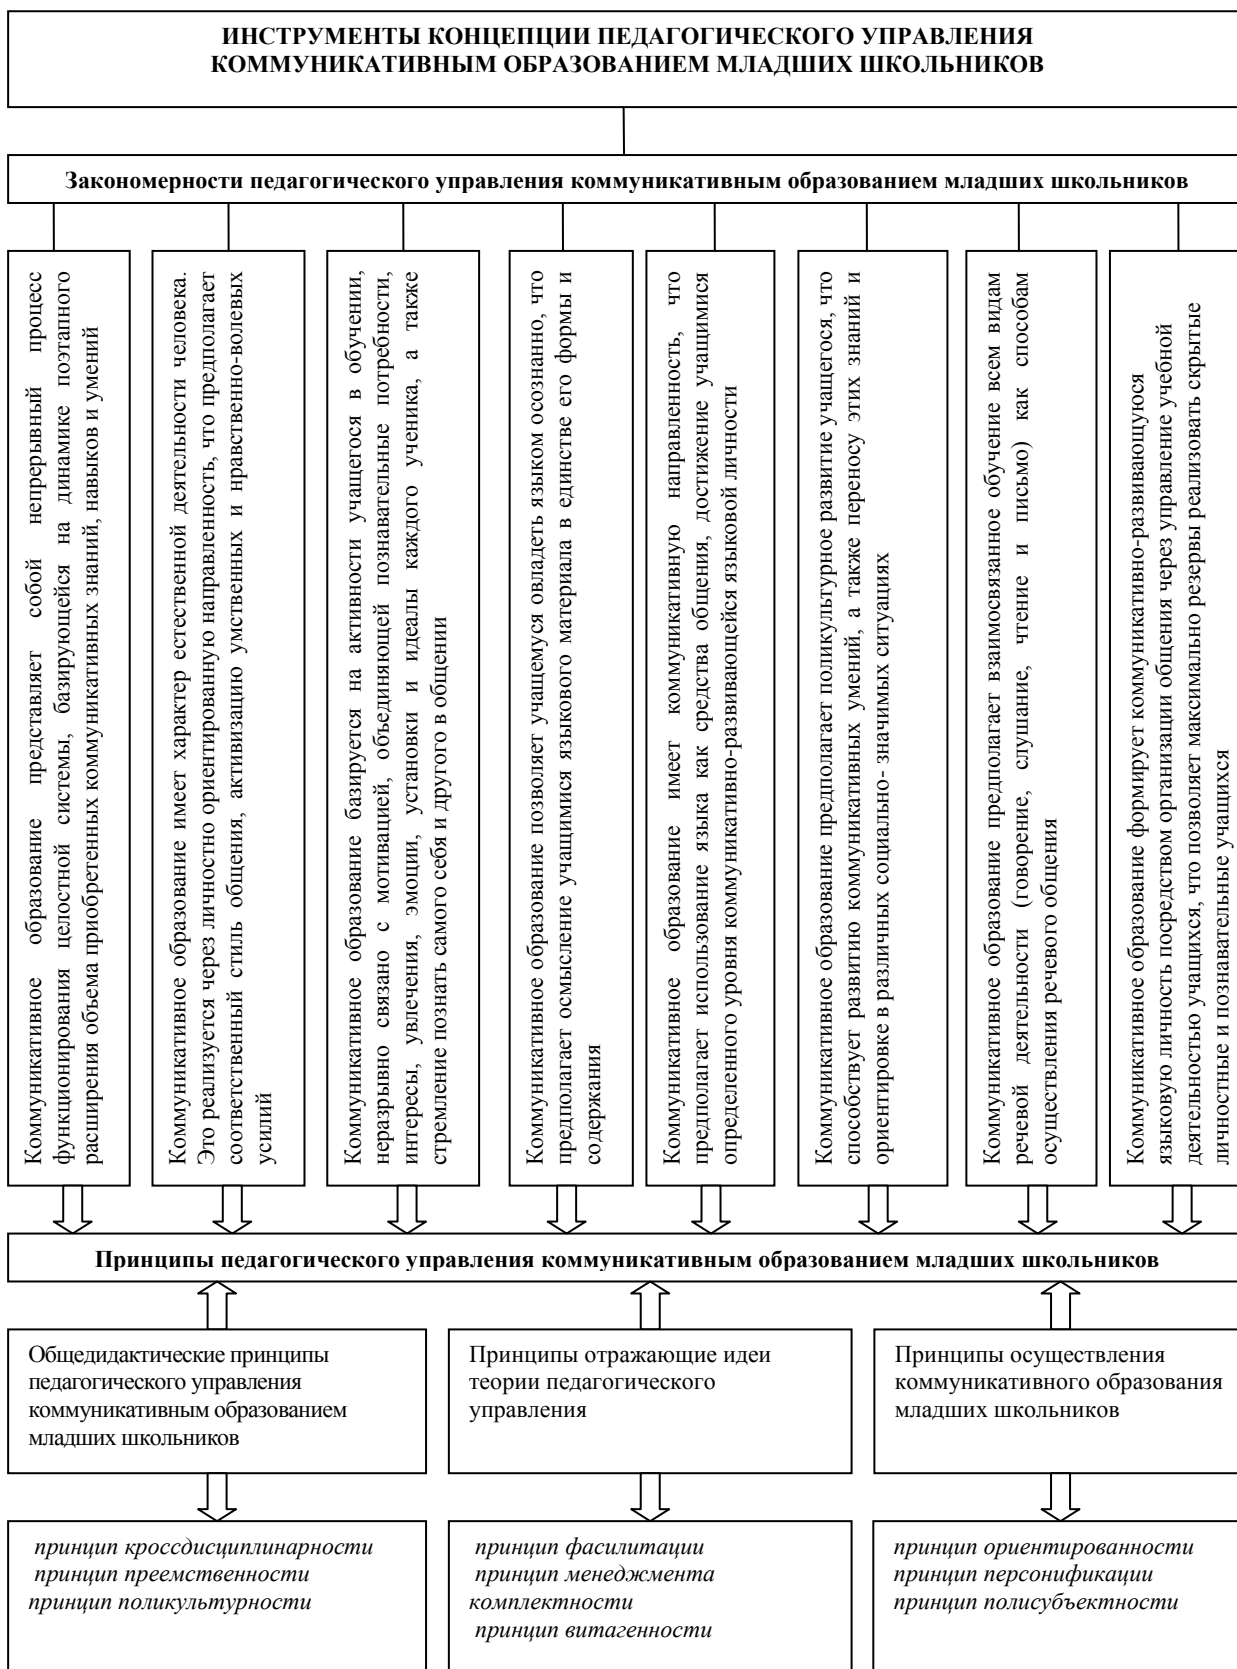 ИНСТРУМЕНТЫ КОНЦЕПЦИИ ПЕДАГОГИЧЕСКОГО УПРАВЛЕНИЯ
КОММУНИКАТИВНЫМ ОБРАЗОВАНИЕМ МЛАДШИХ ШКОЛЬНИКОВ
Закономерности педагогического управления коммуникативным образованием младших школьников
Коммуникативное образование представляет собой непрерывный процесс
функционирования целостной системы, базирующейся на динамике поэтапного
расширения объема приобретенных коммуникативных знаний, навыков и умений
Коммуникативное образование имеет характер естественной деятельности человека.
Это реализуется через личностно ориентированную направленность, что предполагает
соответственный стиль общения, активизацию умственных и нравственно-волевых
усилий
Коммуникативное образование базируется на активности учащегося в обучении,
неразрывно связано с мотивацией, объединяющей познавательные потребности,
интересы, увлечения, эмоции, установки и идеалы каждого ученика, а также
стремление познать самого себя и другого в общении
Коммуникативное образование позволяет учащемуся овладеть языком осознанно, что
предполагает осмысление учащимися языкового материала в единстве его формы и
содержания
Коммуникативное образование имеет коммуникативную направленность, что
предполагает использование языка как средства общения, достижение учащимися
определенного уровня коммуникативно-развивающейся языковой личности
Коммуникативное образование предполагает поликультурное развитие учащегося, что
способствует развитию коммуникативных умений, а также переносу этих знаний и
ориентировке в различных социально- значимых ситуациях
Коммуникативное образование предполагает взаимосвязанное обучение всем видам
речевой деятельности (говорение, слушание, чтение и письмо) как способам
осуществления речевого общения
Коммуникативное образование формирует коммуникативно-развивающуюся
языковую личность посредством организации общения через управление учебной
деятельностью учащихся, что позволяет максимально резервы реализовать скрытые
личностные и познавательные учащихся
Принципы педагогического управления коммуникативным образованием младших школьников
Общедидактические принципы
педагогического управления
коммуникативным образованием
младших школьников
Принципы отражающие идеи
теории педагогического
управления
Принципы осуществления
коммуникативного образования
младших школьников
принцип кроссдисциплинарности
принцип преемственности
принцип поликультурности
принцип фасилитации
принцип менеджмента
комплектности
принцип витагенности
принцип ориентированности
принцип персонификации
принцип полисубъектности